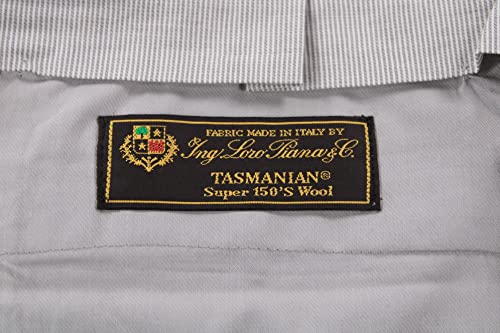 FABRIC MADE IN ITALY BY
Ing. Loro Piana & C.
TASMANIAN®
Super 150'S Wool